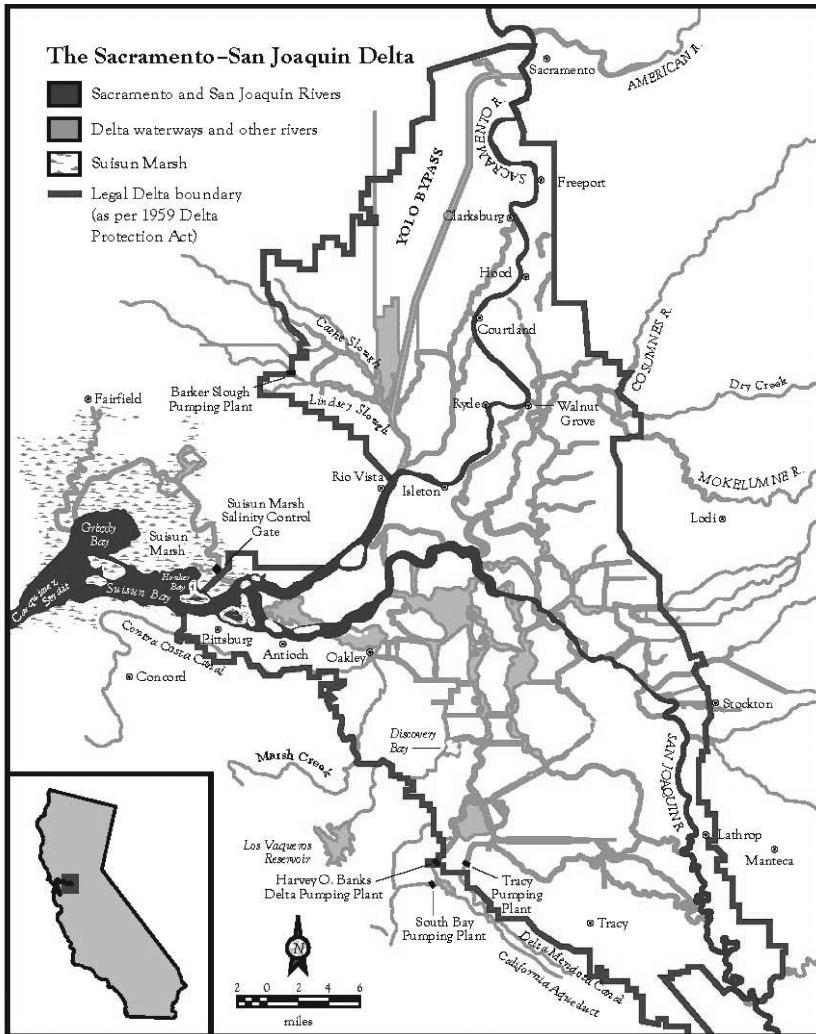 The Sacramento–San Joaquin Delta
Sacramento and San Joaquin Rivers
Delta waterways and other rivers
Suisun Marsh
Legal Delta boundary
(as per 1959 Delta
Protection Act)
Sacramento
AMERICAN R.
SACRAMENTO R.
YOLO BYPASS
Freeport
Clarksburg
Hood
Courtland
COSUMNES R.
Dry Creek
Cache Slough
Barker Slough
Pumping Plant
Lindsey Slough
Fairfield
Ryde
Walnut
Grove
MOKELUMNE R.
Rio Vista
Isleton
Lodi
Suisun Marsh
Salinity Control
Gate
Grizzly
Bay
Suisun
Marsh
Honker
Bay
Suisun Bay
Carquinez
Strait
Pittsburg
Antioch
Oakley
Contra Costa Canal
Concord
Stockton
Discovery
Bay
Marsh Creek
SAN JOAQUIN R.
Los Vaqueros
Reservoir
Lathrop
Manteca
Harvey O. Banks
Delta Pumping Plant
Tracy
Pumping
Plant
South Bay
Pumping Plant
Tracy
Delta Mendota Canal
California Aqueduct
N
2 0 2 4 6
miles